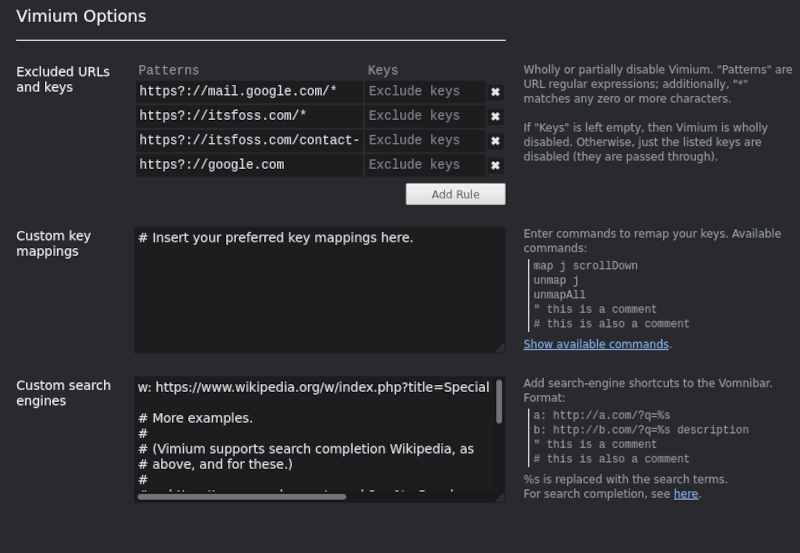 Vimium Options
Excluded URLs
and keys
Patterns
Keys
https?://mail.google.com/*
Exclude keys
✖
https?://itsfoss.com/*
Exclude keys
✖
https?://itsfoss.com/contact-
Exclude keys
✖
https?://google.com
Exclude keys
✖
Add Rule
Wholly or partially disable Vimium. "Patterns" are
URL regular expressions; additionally, "*"
matches any zero or more characters.
If "Keys" is left empty, then Vimium is wholly
disabled. Otherwise, just the listed keys are
disabled (they are passed through).
Custom key
mappings
# Insert your preferred key mappings here.
Enter commands to remap your keys. Available
commands:
map j scrollDown
unmap j
unmapAll
" this is a comment
# this is also a comment
Show available commands.
Custom search
engines
w: https://www.wikipedia.org/w/index.php?title=Special
# More examples.
#
# (Vimium supports search completion Wikipedia, as
# above, and for these.)
#
Add search-engine shortcuts to the Vomnibar.
Format:
a: http://a.com/?q=%s
b: http://b.com/?q=%s description
" this is a comment
# this is also a comment
%s is replaced with the search terms.
For search completion, see here.